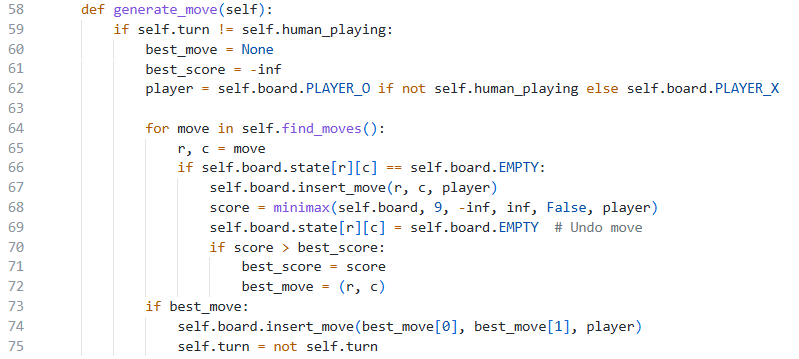 58 def generate_move(self):
59     if self.turn != self.human_playing:
60         best_move = None
61         best_score = -inf
62         player = self.board.PLAYER_O if not self.human_playing else self.board.PLAYER_X
63
64         for move in self.find_moves():
65             r, c = move
66             if self.board.state[r][c] == self.board.EMPTY:
67                 self.board.insert_move(r, c, player)
68                 score = minimax(self.board, 9, -inf, inf, False, player)
69                 self.board.state[r][c] = self.board.EMPTY  # Undo move
70                 if score > best_score:
71                     best_score = score
72                     best_move = (r, c)
73         if best_move:
74             self.board.insert_move(best_move[0], best_move[1], player)
75             self.turn = not self.turn